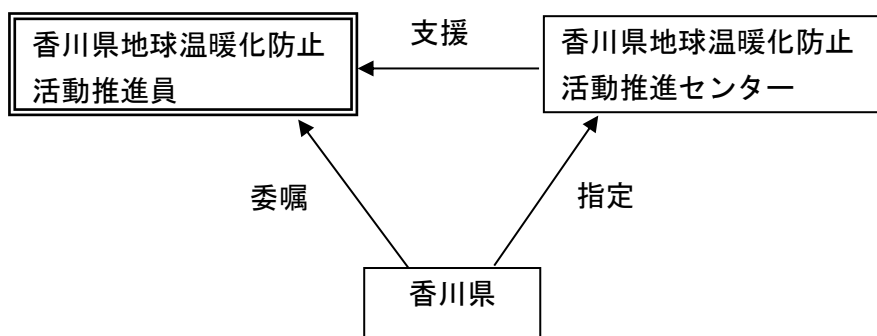 香川県地球温暖化防止
活動推進員
支援
香川県地球温暖化防止
活動推進センター
委嘱
指定
香川県